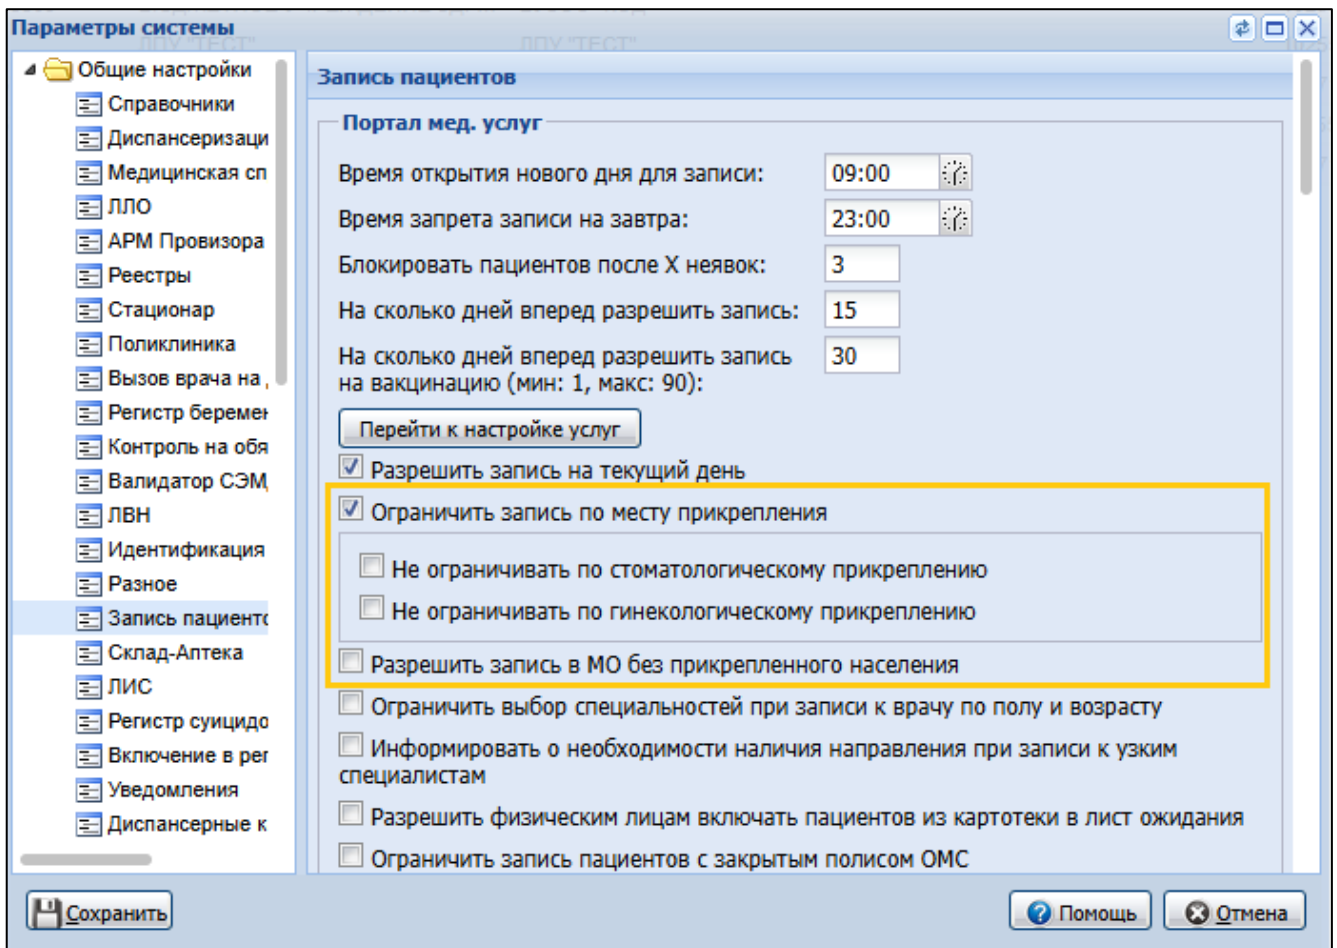 Параметры системы
ЛПУ "ТЕСТ"
ЛПУ "ТЕСТ"
Общие настройки
Справочники
Диспансеризаци
Медицинская сп
ЛЛО
АРМ Провизора
Реестры
Стационар
Поликлиника
Вызов врача на
Регистр беремен
Контроль на обя
Валидатор СЭМ
ЛВН
Идентификация
Разное
Запись пациенто
Склад-Аптека
ЛИС
Регистр суицидо
Включение в рег
Уведомления
Диспансерные к
Запись пациентов
Портал мед. услуг
Время открытия нового дня для записи: 09:00
Время запрета записи на завтра: 23:00
Блокировать пациентов после X неявок: 3
На сколько дней вперед разрешить запись: 15
На сколько дней вперед разрешить запись 30
на вакцинацию (мин: 1, макс: 90):
Перейти к настройке услуг
Разрешить запись на текущий день
Ограничить запись по месту прикрепления
Не ограничивать по стоматологическому прикреплению
Не ограничивать по гинекологическому прикреплению
Разрешить запись в МО без прикрепленного населения
Ограничить выбор специальностей при записи к врачу по полу и возрасту
Информировать о необходимости наличия направления при записи к узким
специалистам
Разрешить физическим лицам включать пациентов из картотеки в лист ожидания
Ограничить запись пациентов с закрытым полисом ОМС
Сохранить
Помощь
Отмена